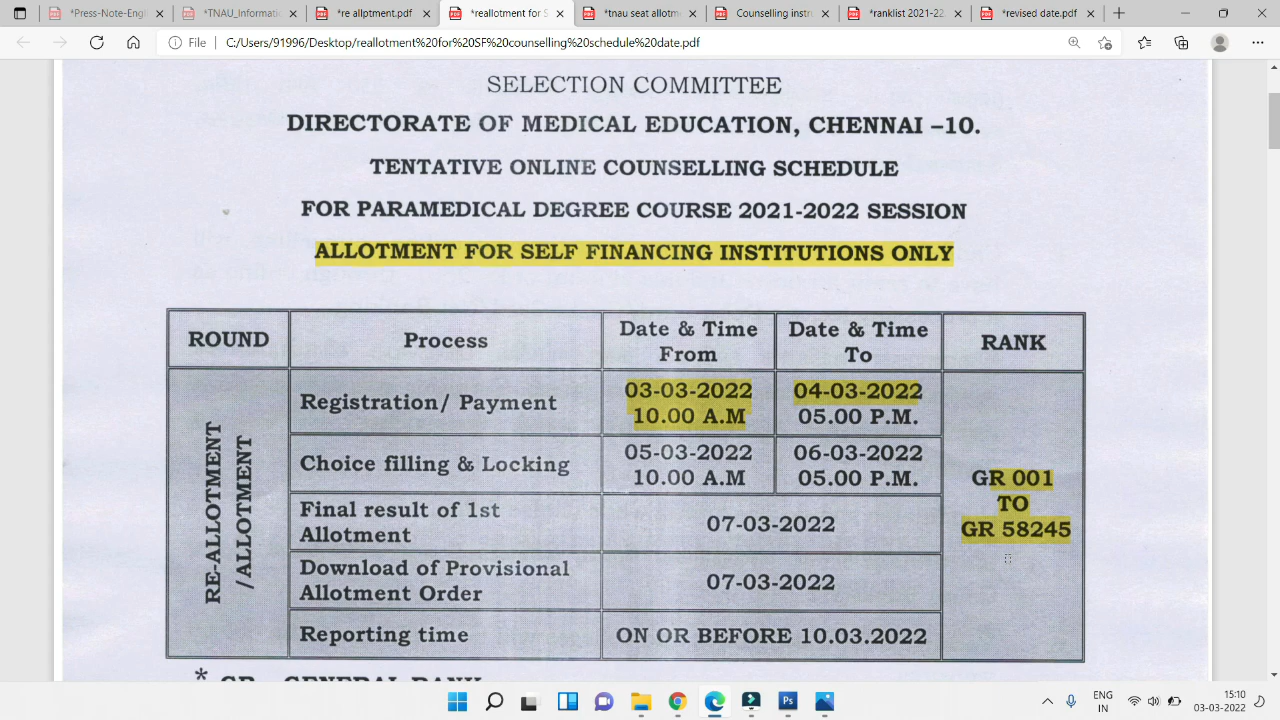 *Press-Note-Engl
*TNAU_Informati
*re allptment.pdf
*reallotment for S
*tnau seat allotm
Counselling instr
*ranklist 2021-22
*revised date.pdf
File C:/Users/91996/Desktop/reallotment%20for%20SF%20counselling%20schedule%20date.pdf
SELECTION COMMITTEE
DIRECTORATE OF MEDICAL EDUCATION, CHENNAI –10.
TENTATIVE ONLINE COUNSELLING SCHEDULE
FOR PARAMEDICAL DEGREE COURSE 2021-2022 SESSION
ALLOTMENT FOR SELF FINANCING INSTITUTIONS ONLY
ROUND
Process
Date & Time
From
Date & Time
To
RANK
RE-ALLOTMENT
/ALLOTMENT
Registration/ Payment
03-03-2022
10.00 A.M
04-03-2022
05.00 P.M.
Choice filling & Locking
05-03-2022
10.00 A.M
06-03-2022
05.00 P.M.
Final result of 1st
Allotment
07-03-2022
Download of Provisional
Allotment Order
07-03-2022
Reporting time
ON OR BEFORE 10.03.2022
GR 001
TO
GR 58245
* GR – GENERAL RANK
Ps
ENG
IN
15:10
03-03-2022